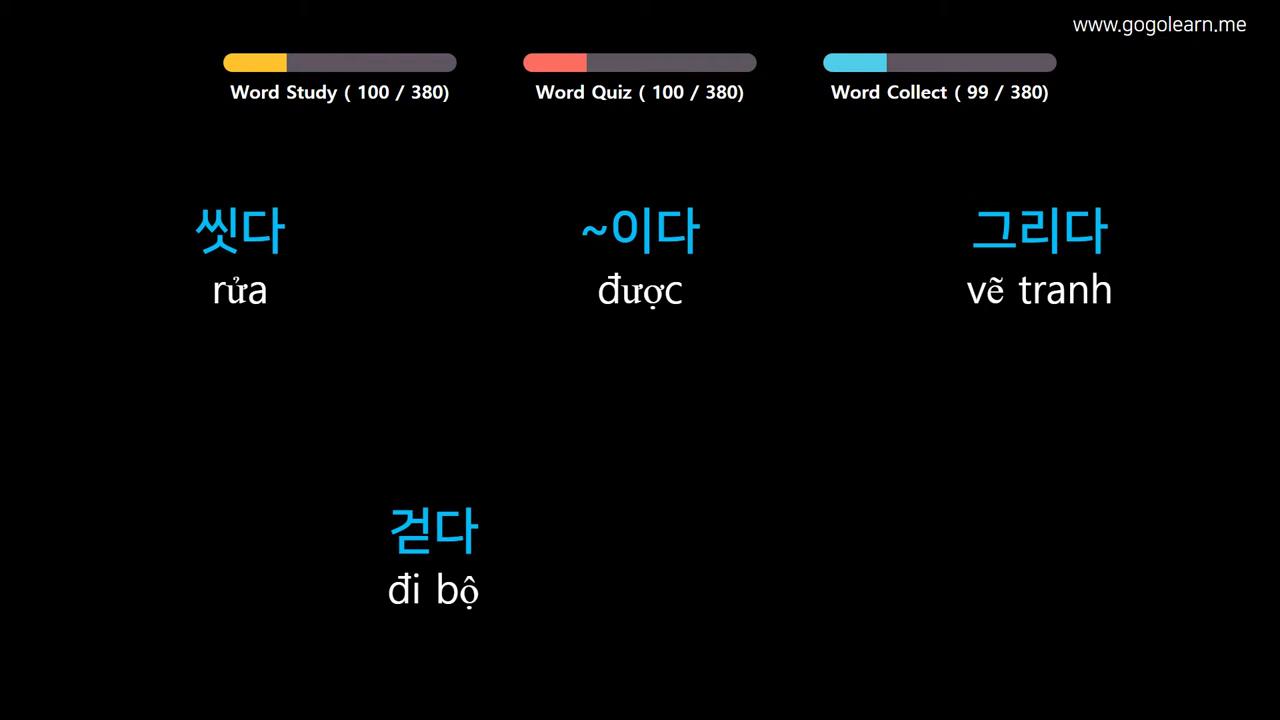 www.gogolearn.me
Word Study ( 100 / 380)
Word Quiz ( 100 / 380)
Word Collect ( 99 / 380)
씻다
rửa
~이다
được
그리다
vẽ tranh
걷다
đi bộ